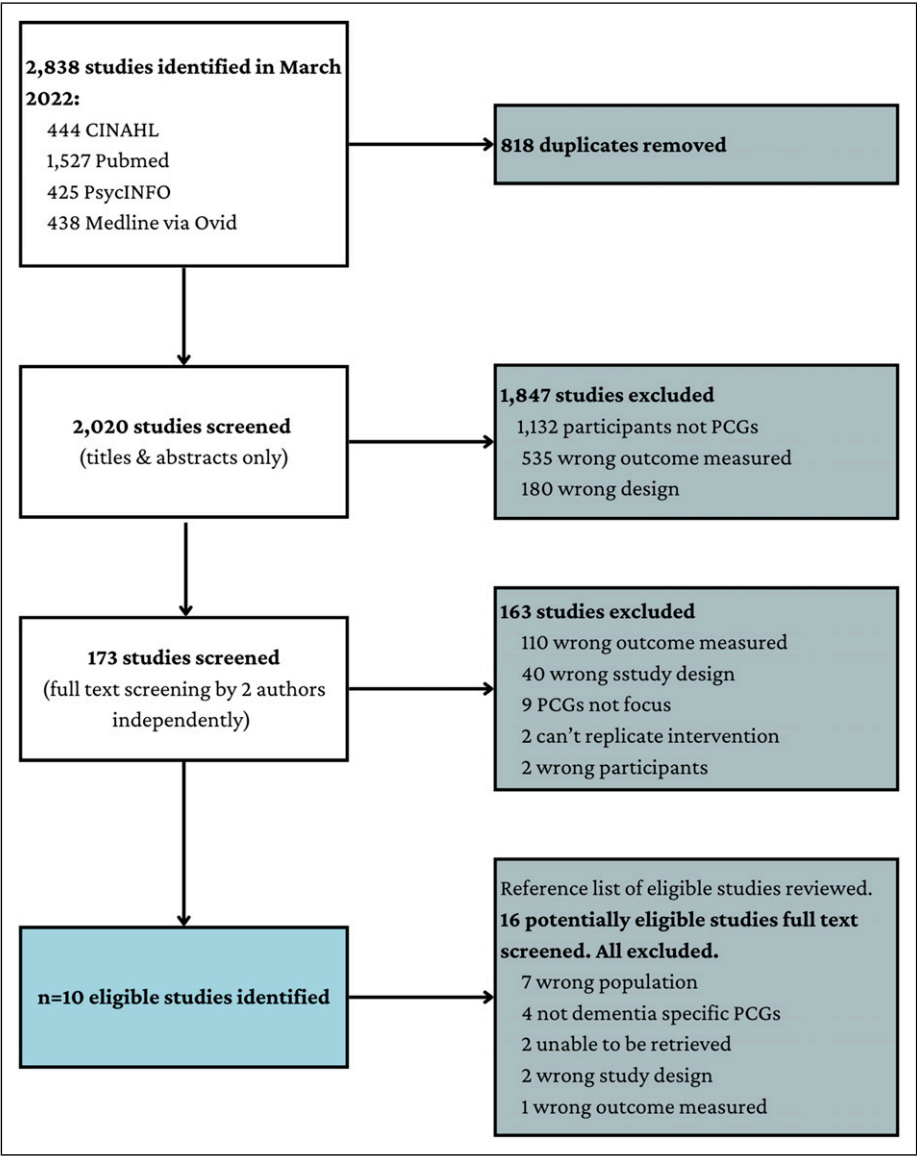 2,838 studies identified in March
2022:
444 CINAHL
1,527 Pubmed
425 PsycINFO
438 Medline via Ovid
818 duplicates removed
2,020 studies screened
(titles & abstracts only)
1,847 studies excluded
1,132 participants not PCGs
535 wrong outcome measured
180 wrong design
173 studies screened
(full text screening by 2 authors
independently)
163 studies excluded
110 wrong outcome measured
40 wrong sstudy design
9 PCGs not focus
2 can't replicate intervention
2 wrong participants
n=10 eligible studies identified
Reference list of eligible studies reviewed.
16 potentially eligible studies full text
screened. All excluded.
7 wrong population
4 not dementia specific PCGs
2 unable to be retrieved
2 wrong study design
1 wrong outcome measured